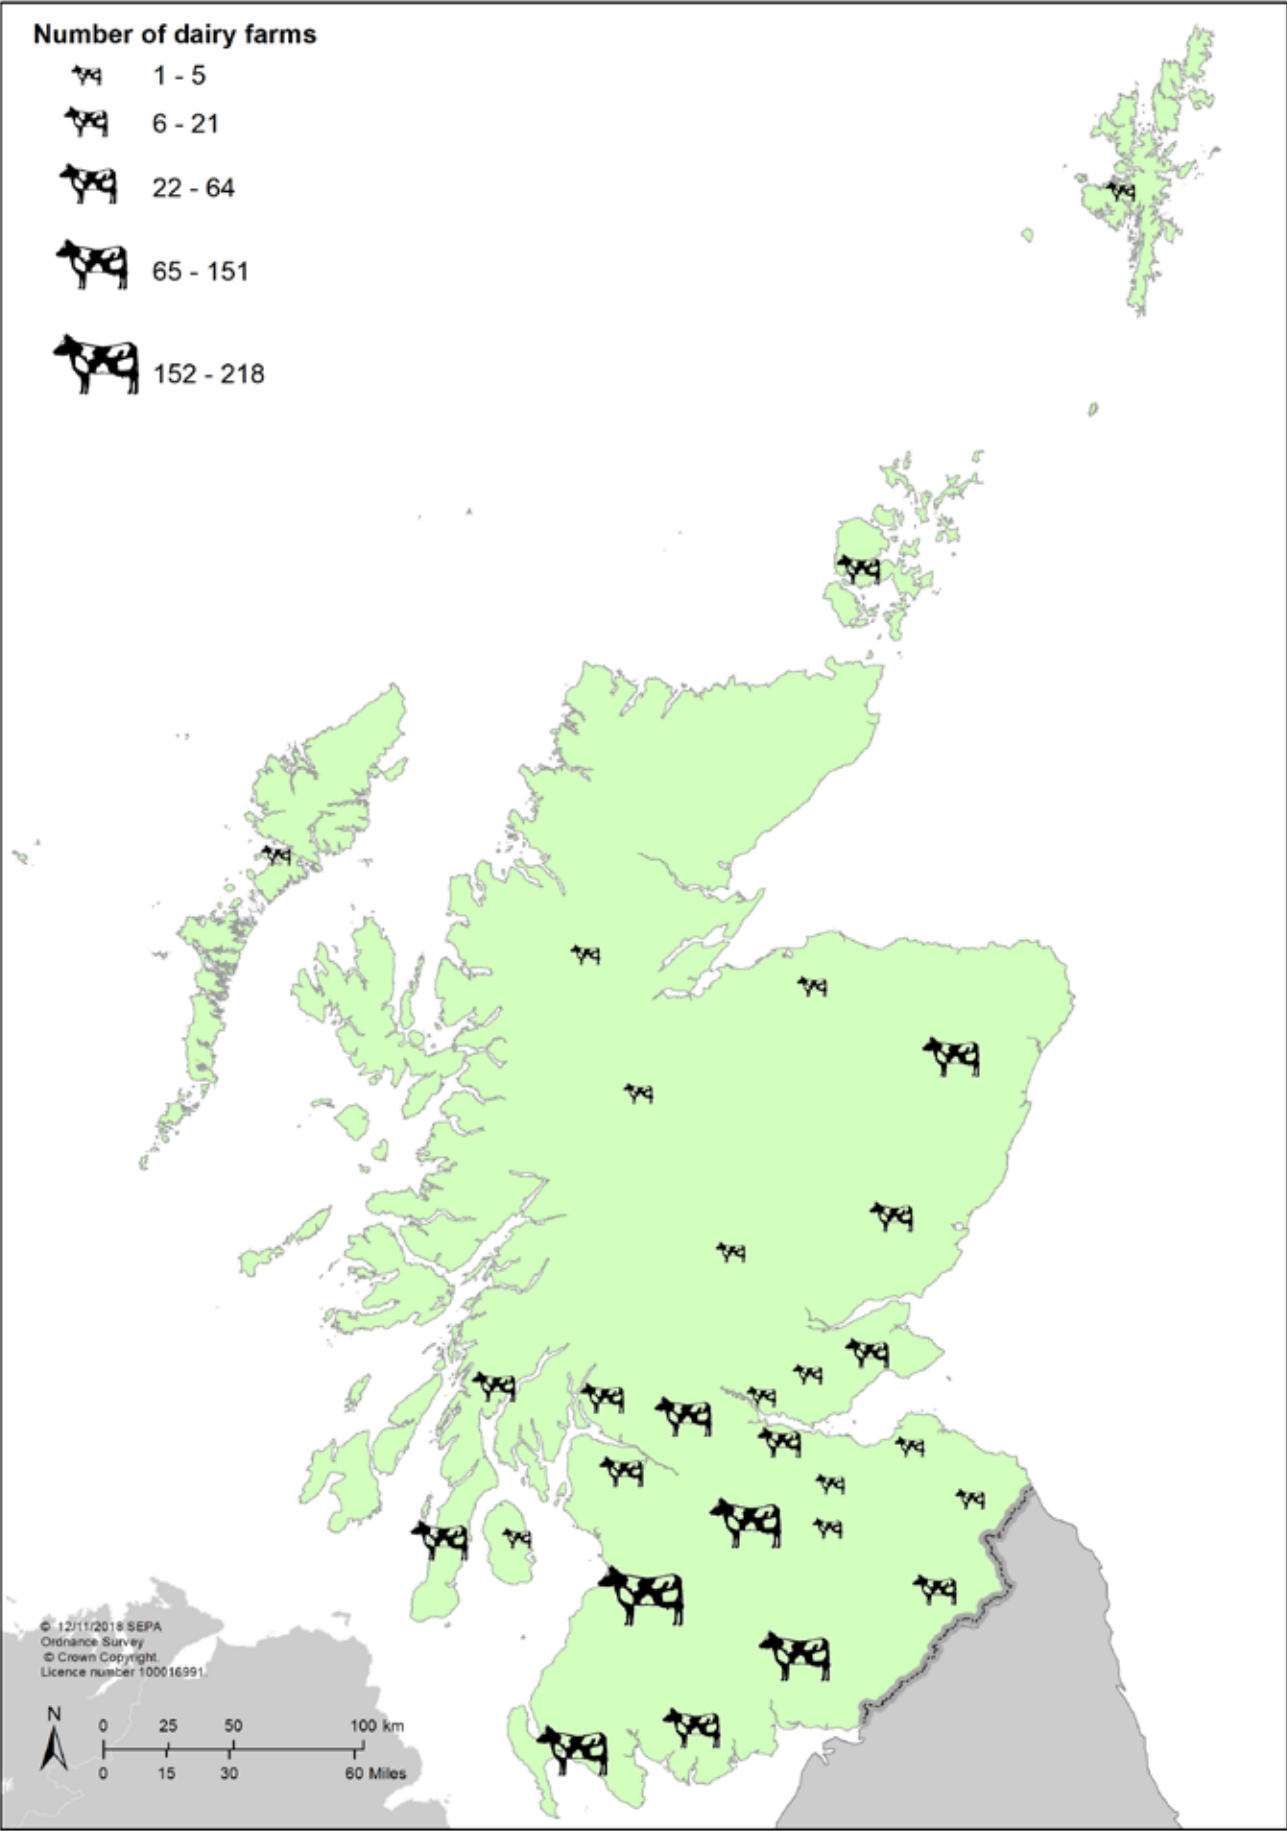 Number of dairy farms
1 - 5
6 - 21
22 - 64
65 - 151
152 - 218
© 12/11/2018 SEPA
Ordnance Survey
© Crown Copyright.
Licence number 100016991.
N
0 25 50 100 km
0 15 30 60 Miles